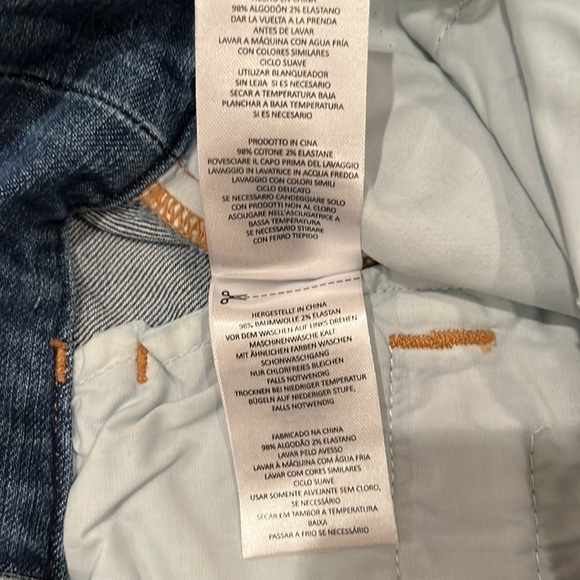 HECHO EN CHINA
98% ALGODÓN 2% ELASTANO
DAR LA VUELTA A LA PRENDA
ANTES DE LAVAR
LAVAR A MÁQUINA CON AGUA FRÍA
CON COLORES SIMILARES
CICLO SUAVE
UTILIZAR BLANQUEADOR
SIN LEJIA SI ES NECESARIO
SECAR A TEMPERATURA BAJA
PLANCHAR A BAJA TEMPERATURA
SI ES NECESARIO
PRODOTTO IN CINA
98% COTONE 2% ELASTANE
ROVESCIARE IL CAPO PRIMA DEL LAVAGGIO
LAVAGGIO IN LAVATRICE IN ACQUA FREDDA
LAVAGGIO CON COLORI SIMILI
CICLO DELICATO
SE NECESSARIO CANDEGGIARE SOLO
CON PRODOTTI NON AL CLORO
ASCIUGARE NELL'ASCIUGATRICE A
BASSA TEMPERATURA
SE NECESSARIO STIRARE
CON FERRO TIEPIDO
HERGESTELLT IN CHINA
98% BAUMWOLLE 2% ELASTAN
VOR DEM WASCHEN AUF LINKS DREHEN
MASCHINENWÄSCHE KALT
MIT ÄHNLICHEN FARBEN WASCHEN
SCHONWASCHGANG
NUR CHLORFREIES BLEICHEN
FALLS NOTWENDIG
TROCKNEN BEI NIEDRIGER TEMPERATUR
BÜGELN AUF NIEDRIGER STUFE,
FALLS NOTWENDIG
FABRICADO NA CHINA
98% ALGODÃO 2% ELASTANO
LAVAR PELO AVESSO
LAVAR À MÁQUINA COM ÁGUA FRIA
LAVAR COM CORES SIMILARES
CICLO SUAVE
USAR SOMENTE ALVEJANTE SEM CLORO,
SE NECESSÁRIO
SECAR EM TAMBOR A TEMPERATURA
BAIXA
PASSAR A FRIO SE NECESSÁRIO